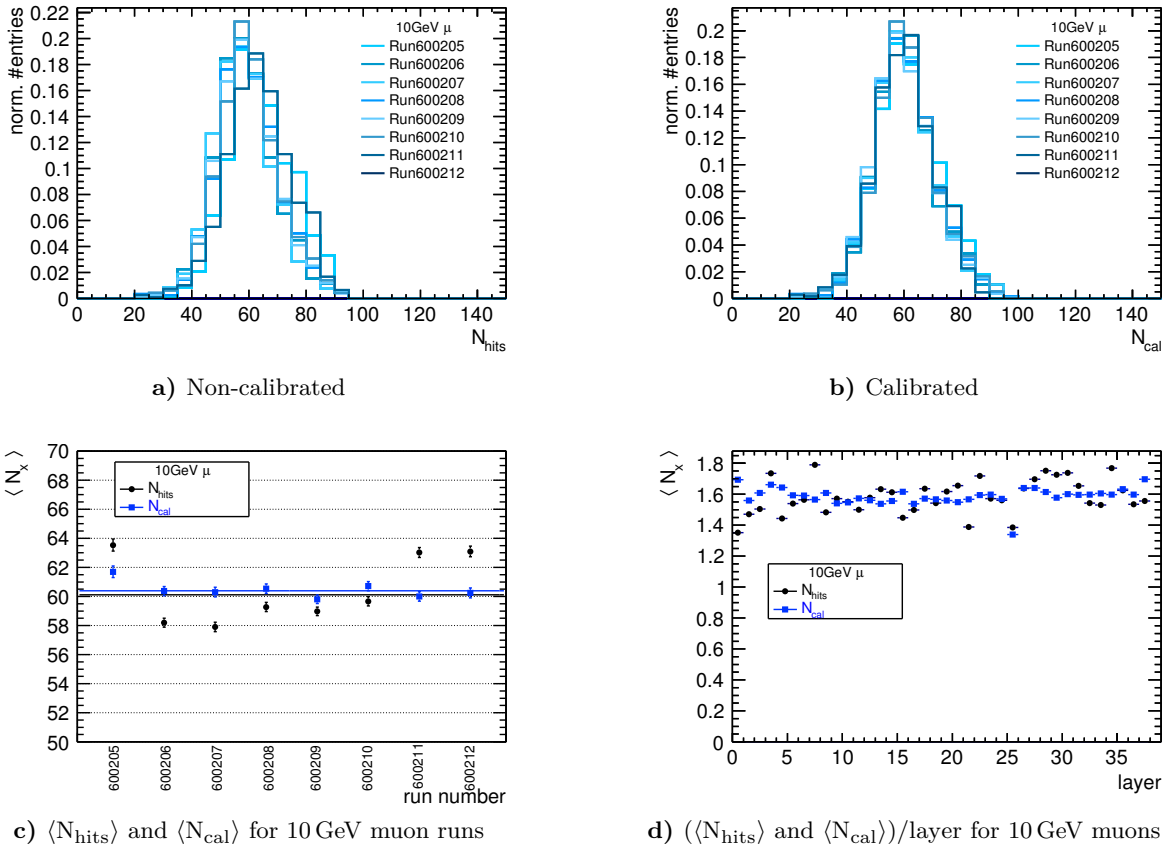 norm. #entries
0.22
0.2
0.18
0.16
0.14
0.12
0.1
0.08
0.06
0.04
0.02
0
10GeV μ
Run600205
Run600206
Run600207
Run600208
Run600209
Run600210
Run600211
Run600212
0 20 40 60 80 100 120 140
N_hits
a) Non-calibrated
norm. #entries
0.2
0.18
0.16
0.14
0.12
0.1
0.08
0.06
0.04
0.02
0
10GeV μ
Run600205
Run600206
Run600207
Run600208
Run600209
Run600210
Run600211
Run600212
0 20 40 60 80 100 120 140
N_cal
b) Calibrated
⟨ N_x ⟩
70
68
66
64
62
60
58
56
54
52
50
10GeV μ
N_hits
N_cal
600205 600206 600207 600208 600209 600210 600211 600212
run number
c) ⟨N_hits⟩ and ⟨N_cal⟩ for 10 GeV muon runs
⟨ N_x ⟩
1.8
1.6
1.4
1.2
1
0.8
0.6
0.4
0.2
0
10GeV μ
N_hits
N_cal
0 5 10 15 20 25 30 35
layer
d) (⟨N_hits⟩ and ⟨N_cal⟩)/layer for 10 GeV muons